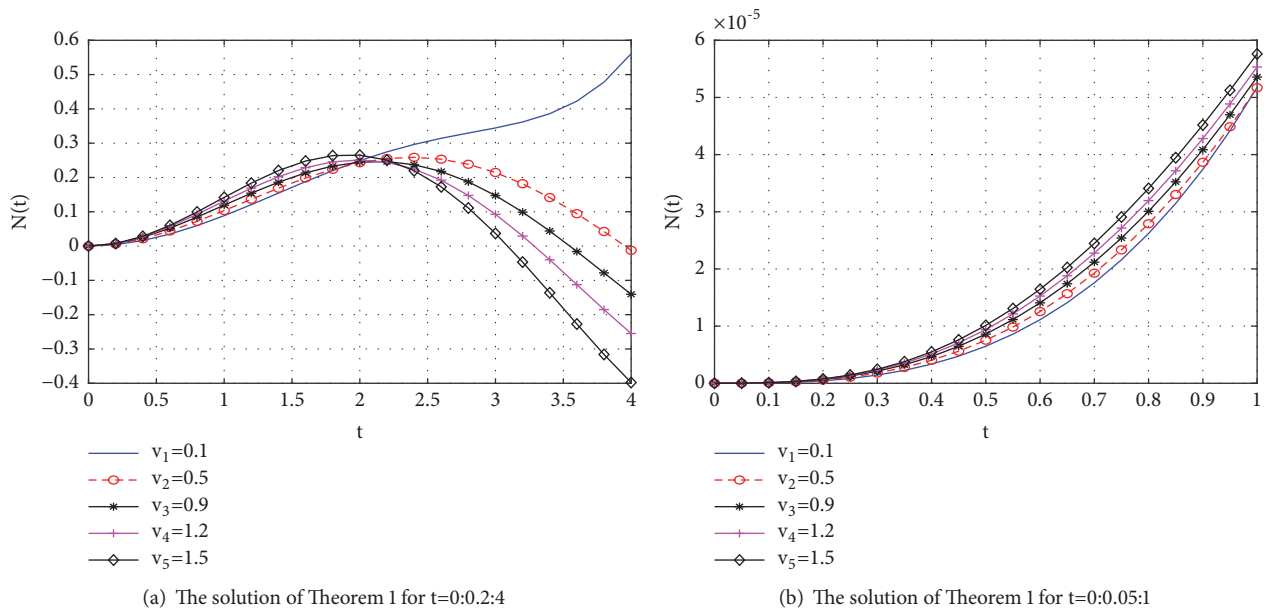 0.6
0.5
0.4
0.3
0.2
0.1
0
−0.1
−0.2
−0.3
−0.4
N(t)
0 0.5 1 1.5 2 2.5 3 3.5 4
t
v₁=0.1
v₂=0.5
v₃=0.9
v₄=1.2
v₅=1.5
(a) The solution of Theorem 1 for t=0:0.2:4
×10⁻⁵
6
5
4
3
2
1
0
N(t)
0 0.1 0.2 0.3 0.4 0.5 0.6 0.7 0.8 0.9 1
t
v₁=0.1
v₂=0.5
v₃=0.9
v₄=1.2
v₅=1.5
(b) The solution of Theorem 1 for t=0:0.05:1